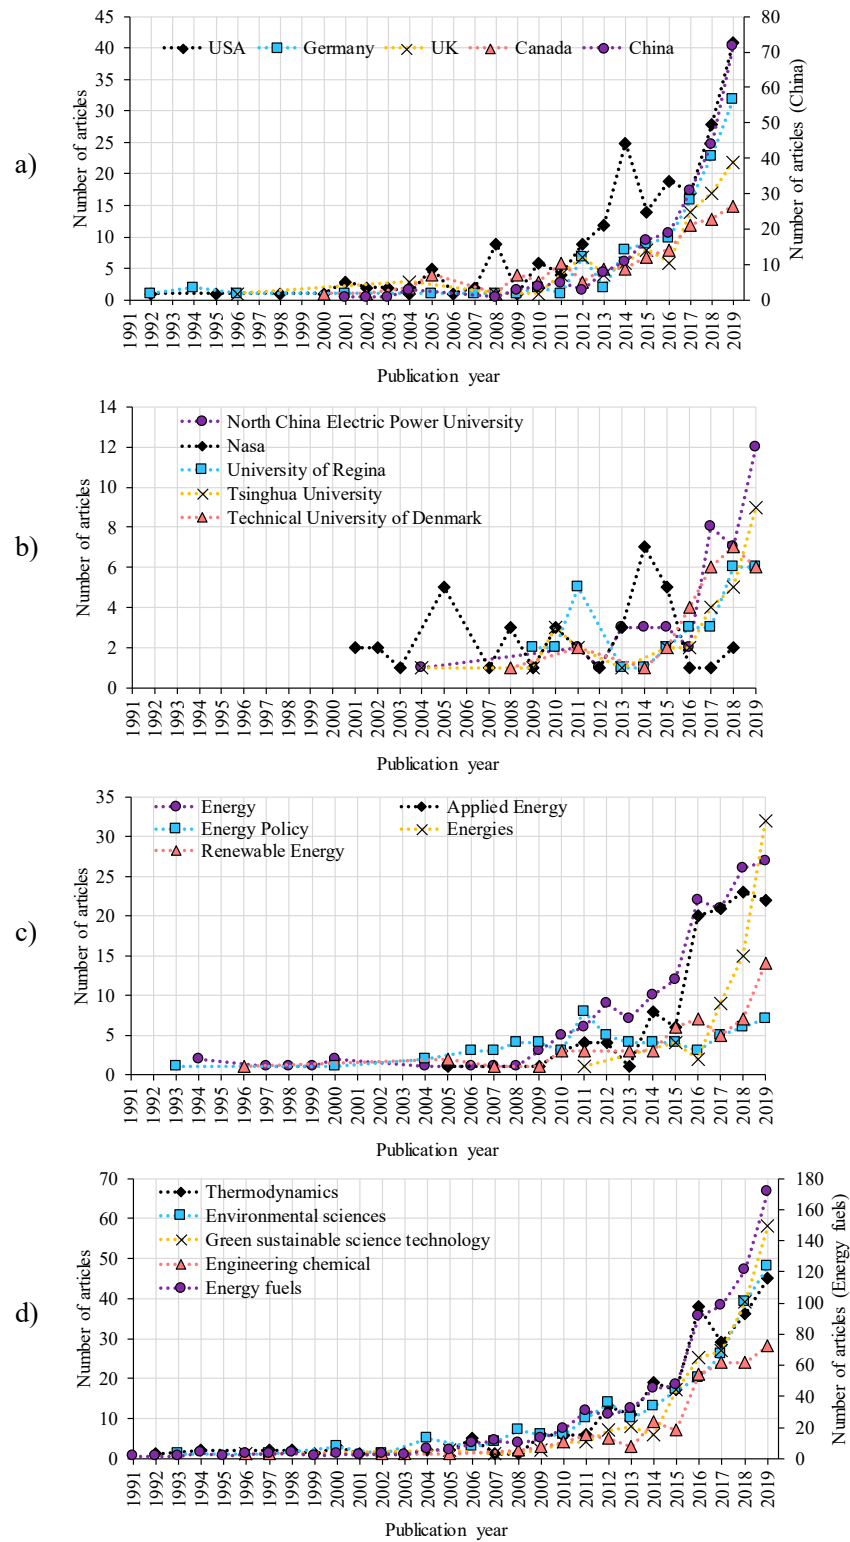 a)
USA Germany UK Canada China
Number of articles
45
40
35
30
25
20
15
10
5
0
80
70
60
50
40
30
20
10
0
Number of articles (China)
1991 1992 1993 1994 1995 1996 1997 1998 1999 2000 2001 2002 2003 2004 2005 2006 2007 2008 2009 2010 2011 2012 2013 2014 2015 2016 2017 2018 2019
Publication year
b)
North China Electric Power University
Nasa
University of Regina
Tsinghua University
Technical University of Denmark
Number of articles
14
12
10
8
6
4
2
0
1991 1992 1993 1994 1995 1996 1997 1998 1999 2000 2001 2002 2003 2004 2005 2006 2007 2008 2009 2010 2011 2012 2013 2014 2015 2016 2017 2018 2019
Publication year
c)
Energy Applied Energy
Energy Policy Energies
Renewable Energy
Number of articles
35
30
25
20
15
10
5
0
1991 1992 1993 1994 1995 1996 1997 1998 1999 2000 2001 2002 2003 2004 2005 2006 2007 2008 2009 2010 2011 2012 2013 2014 2015 2016 2017 2018 2019
Publication year
d)
Thermodynamics
Environmental sciences
Green sustainable science technology
Engineering chemical
Energy fuels
Number of articles
70
60
50
40
30
20
10
0
180
160
140
120
100
80
60
40
20
0
Number of articles (Energy fuels)
1991 1992 1993 1994 1995 1996 1997 1998 1999 2000 2001 2002 2003 2004 2005 2006 2007 2008 2009 2010 2011 2012 2013 2014 2015 2016 2017 2018 2019
Publication year